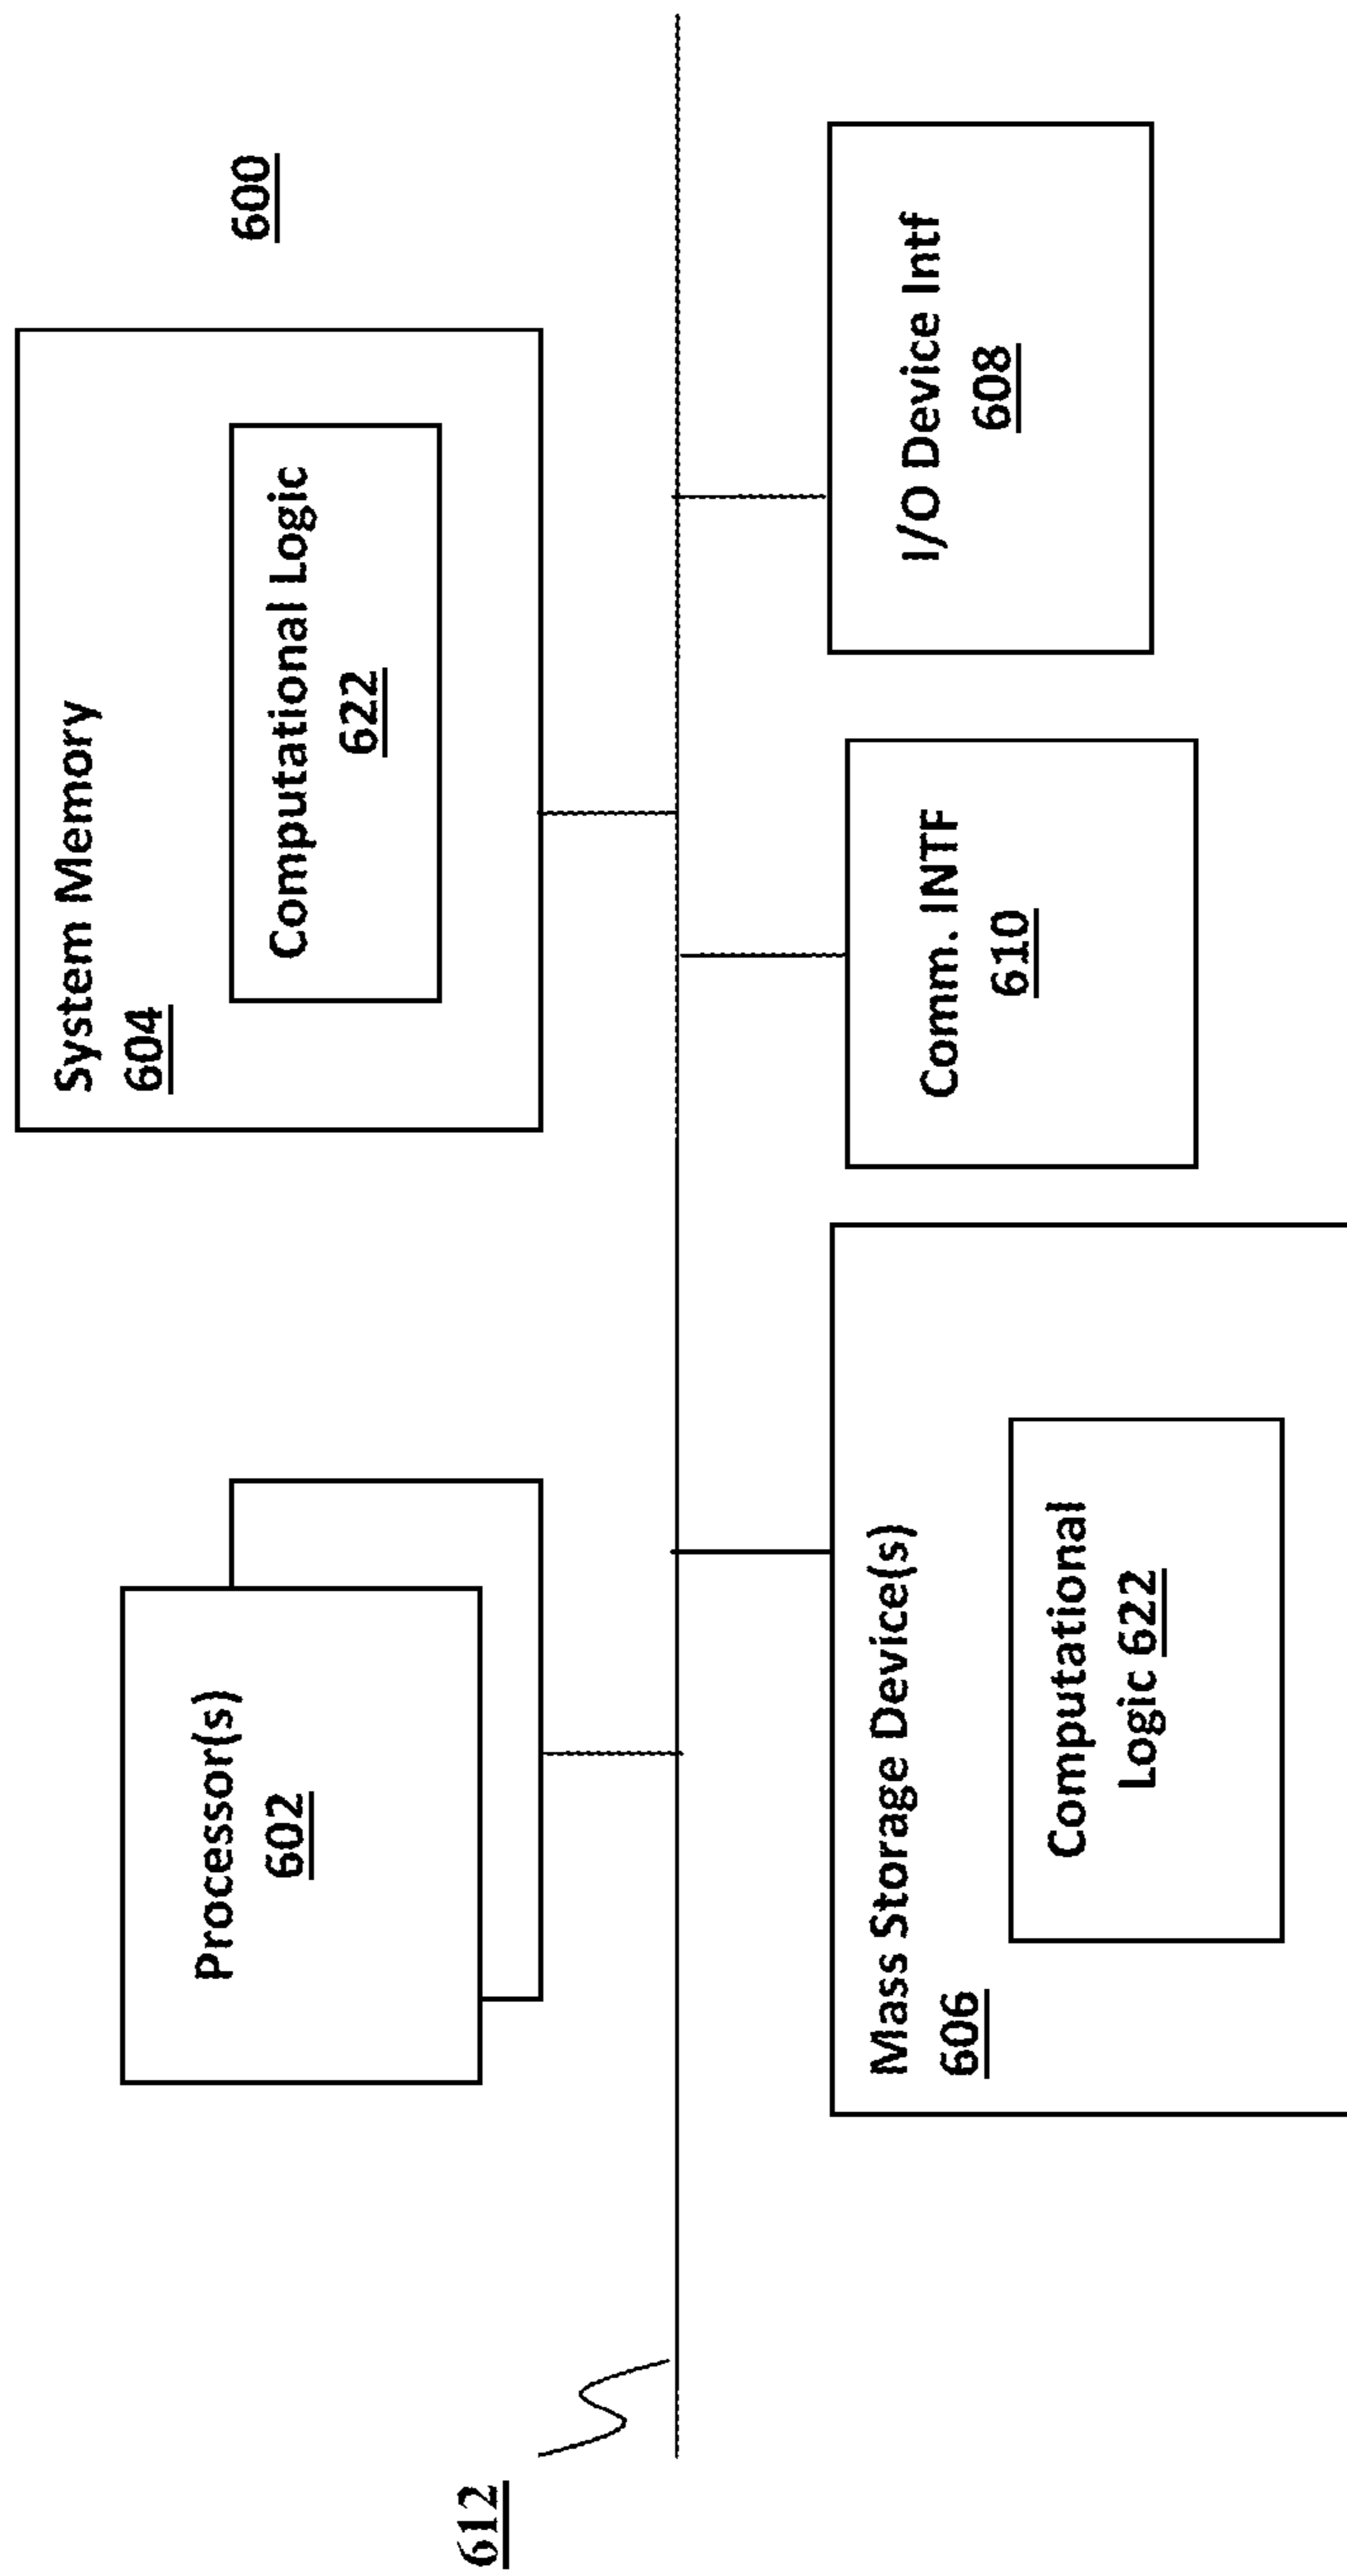 600
Processor(s)
602
System Memory
604
Computational Logic
622
612
Mass Storage Device(s)
606
Computational
Logic 622
Comm. INTF
610
I/O Device Intf
608